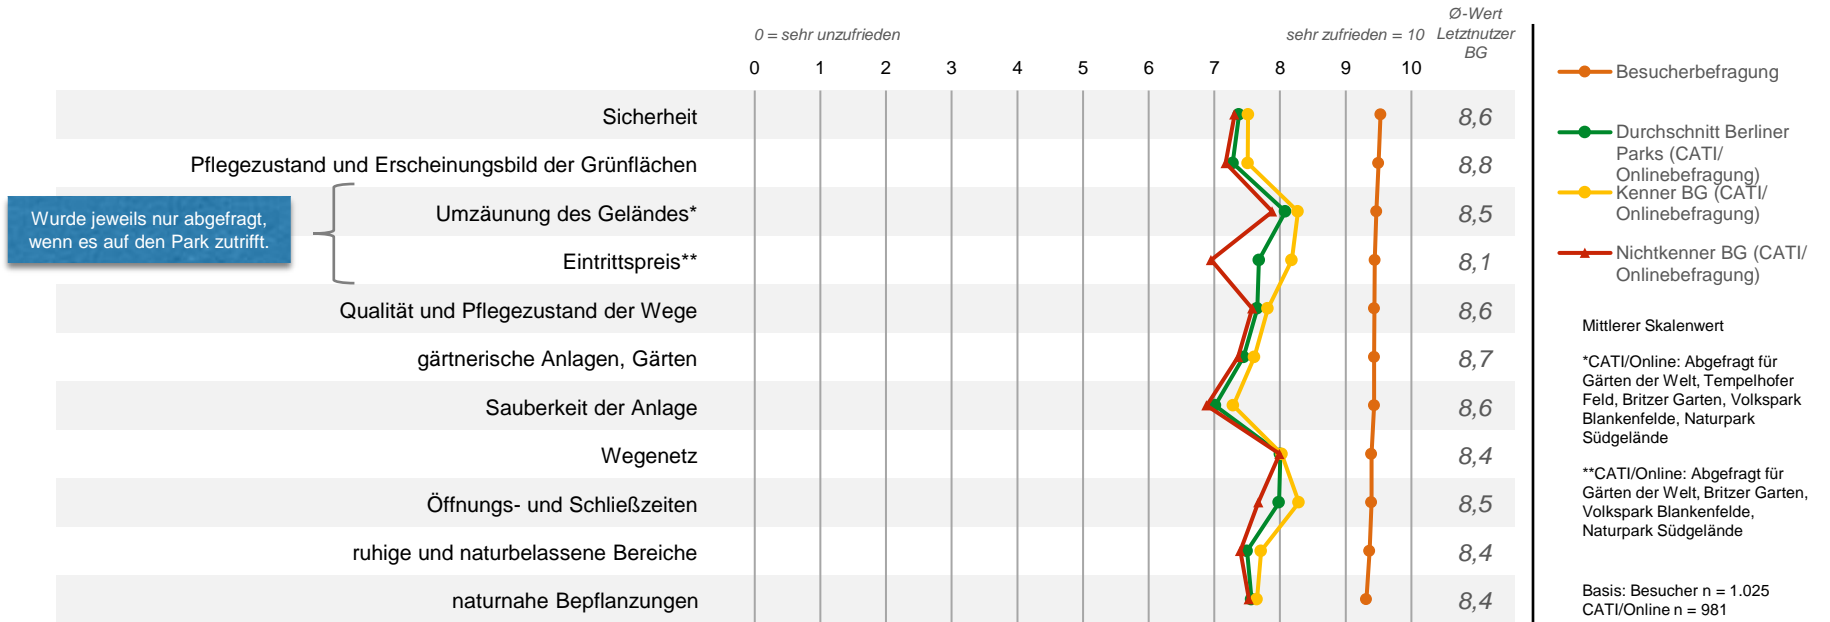 Ø-Wert
Letztnutzer
BG
0 = sehr unzufrieden
sehr zufrieden = 10
0 1 2 3 4 5 6 7 8 9 10
Sicherheit 8,6
Pflegezustand und Erscheinungsbild der Grünflächen 8,8
Umzäunung des Geländes* 8,5
Eintrittspreis** 8,1
Qualität und Pflegezustand der Wege 8,6
gärtnerische Anlagen, Gärten 8,7
Sauberkeit der Anlage 8,6
Wegenetz 8,4
Öffnungs- und Schließzeiten 8,5
ruhige und naturbelassene Bereiche 8,4
naturnahe Bepflanzungen 8,4
Wurde jeweils nur abgefragt,
wenn es auf den Park zutrifft.
Besucherbefragung
Durchschnitt Berliner
Parks (CATI/
Onlinebefragung)
Kenner BG (CATI/
Onlinebefragung)
Nichtkenner BG (CATI/
Onlinebefragung)
Mittlerer Skalenwert
*CATI/Online: Abgefragt für
Gärten der Welt, Tempelhofer
Feld, Britzer Garten, Volkspark
Blankenfelde, Naturpark
Südgelände
**CATI/Online: Abgefragt für
Gärten der Welt, Britzer Garten,
Volkspark Blankenfelde,
Naturpark Südgelände
Basis: Besucher n = 1.025
CATI/Online n = 981